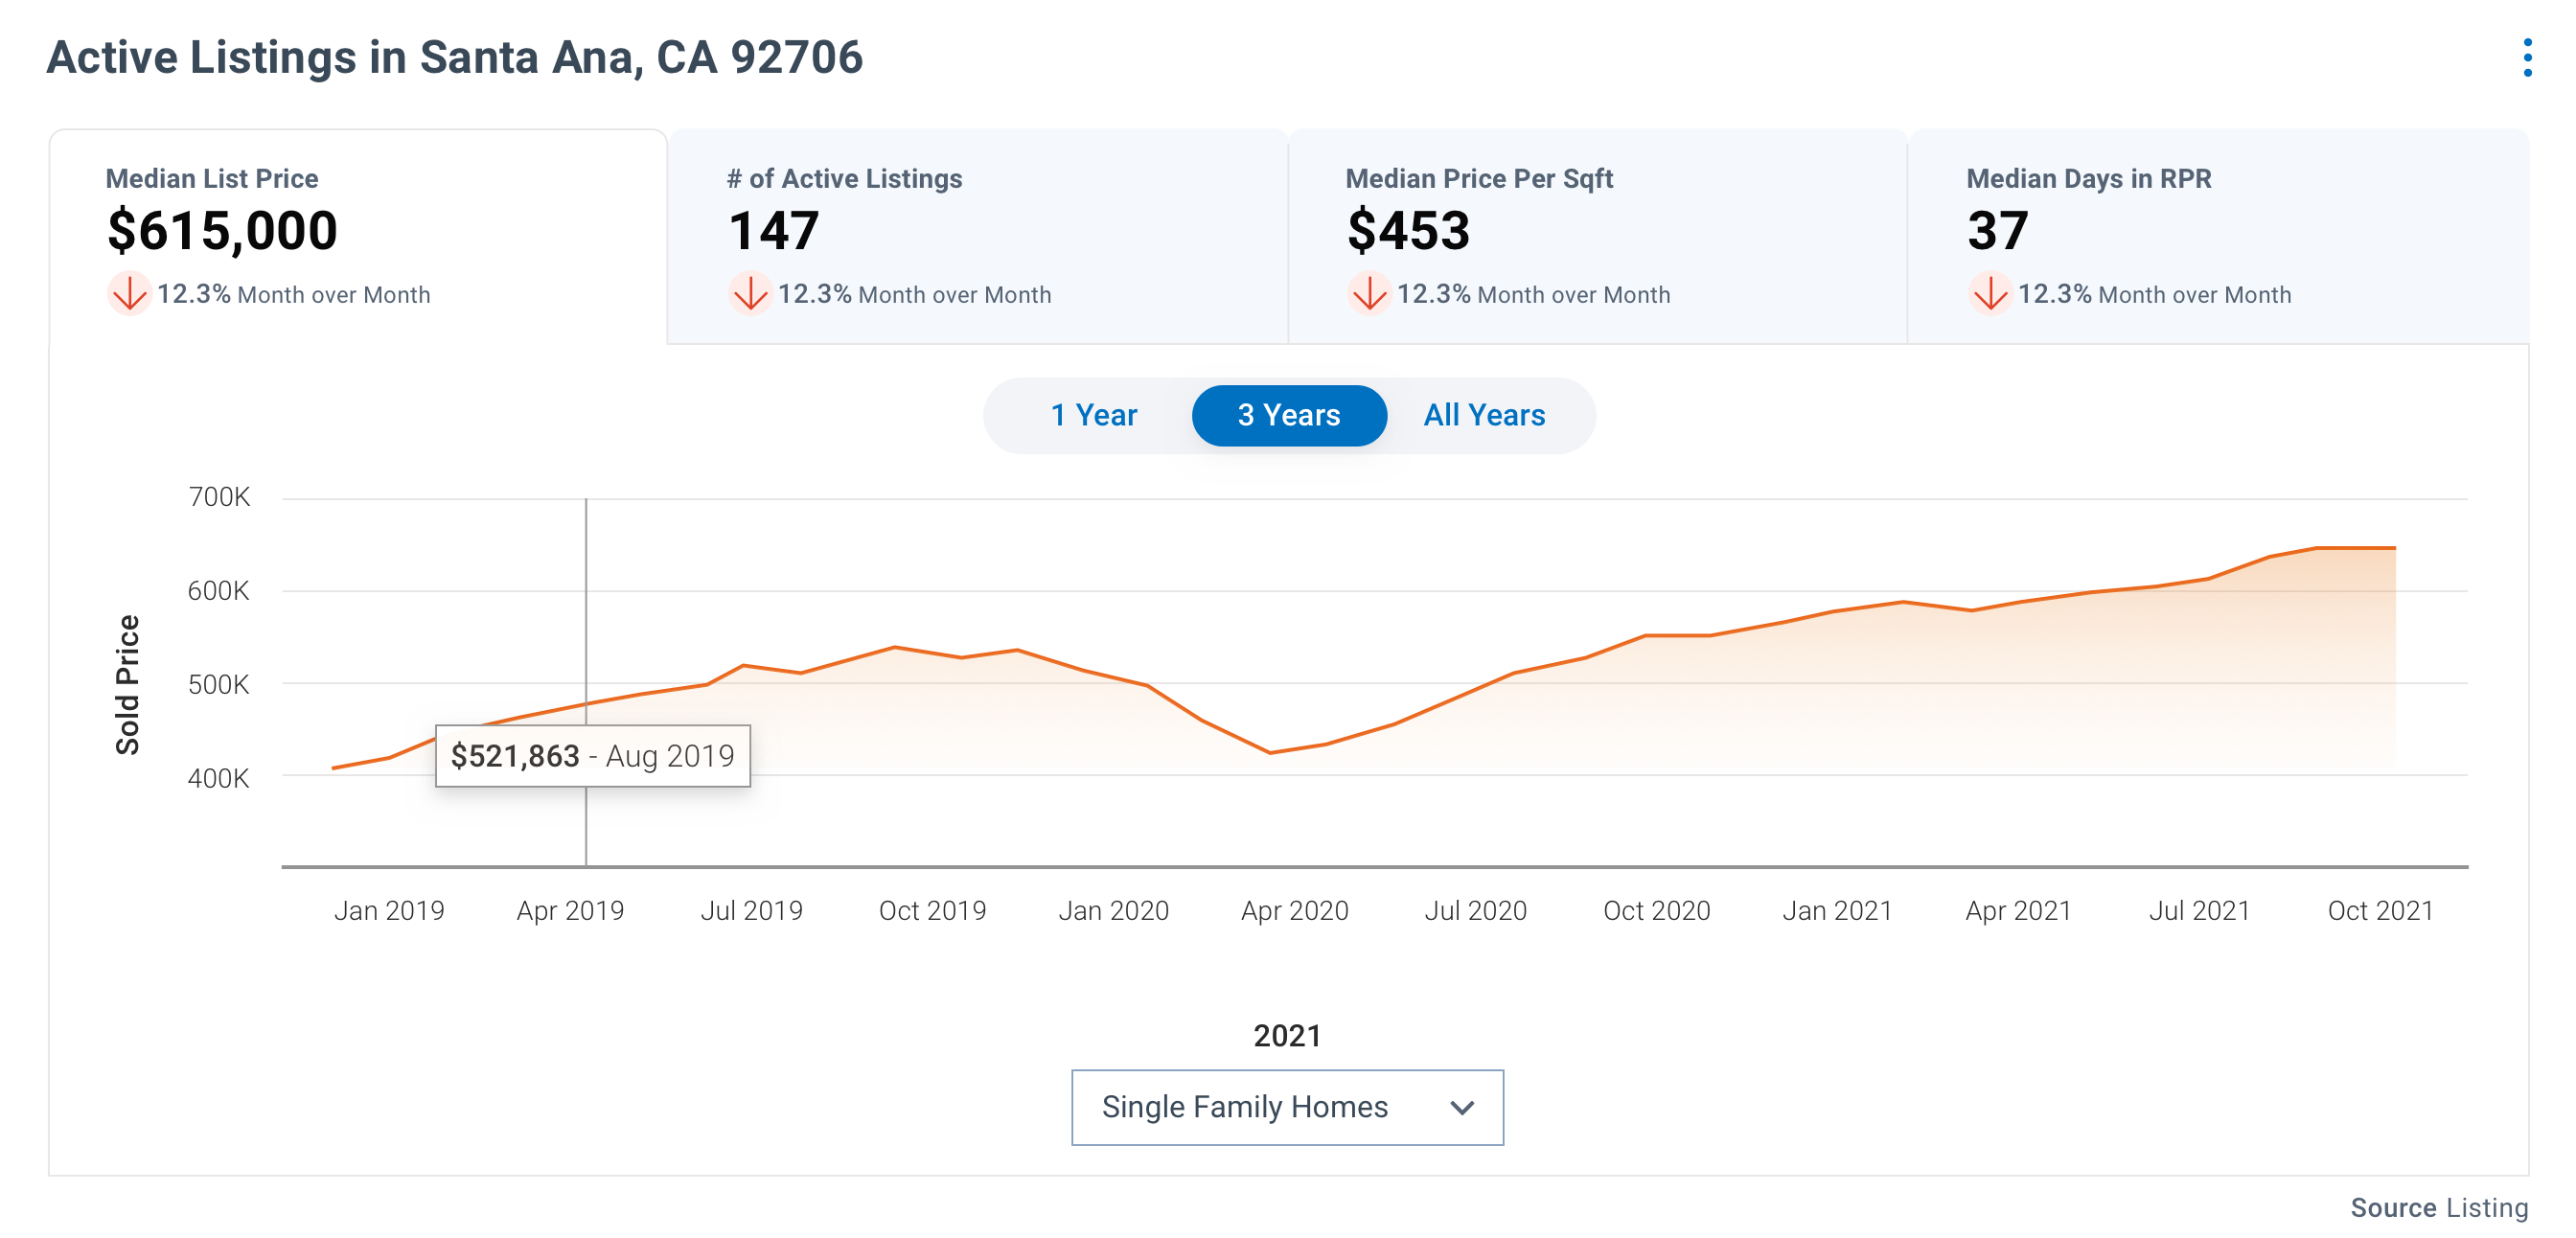 Active Listings in Santa Ana, CA 92706
Median List Price
$615,000
12.3% Month over Month
# of Active Listings
147
12.3% Month over Month
Median Price Per Sqft
$453
12.3% Month over Month
Median Days in RPR
37
12.3% Month over Month
1 Year 3 Years All Years
Sold Price
700K
600K
500K
400K
$521,863 - Aug 2019
Jan 2019 Apr 2019 Jul 2019 Oct 2019 Jan 2020 Apr 2020 Jul 2020 Oct 2020 Jan 2021 Apr 2021 Jul 2021 Oct 2021
2021
Single Family Homes
Source Listing